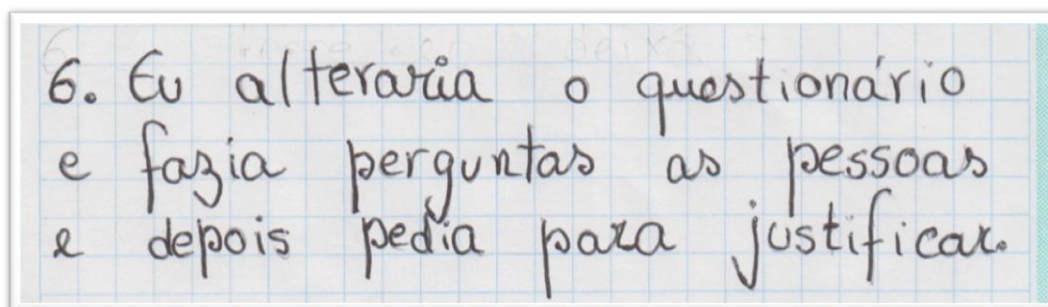 6. Eu alteraria o questionário
e fazia perguntas as pessoas
e depois pedia para justificar.